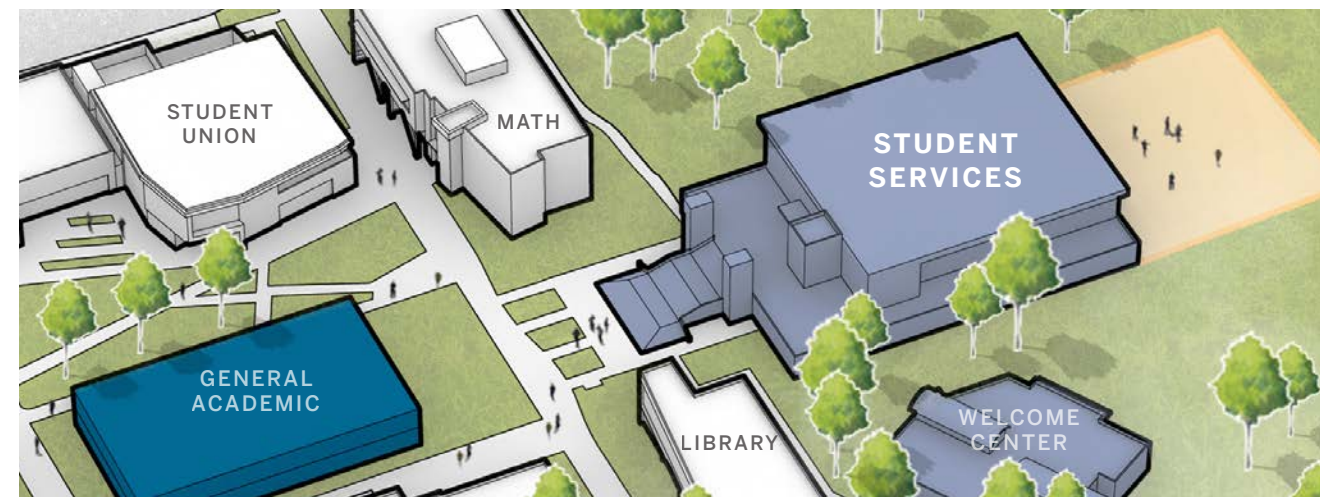 STUDENT
UNION
MATH
STUDENT
SERVICES
GENERAL
ACADEMIC
LIBRARY
WELCOME
CENTER